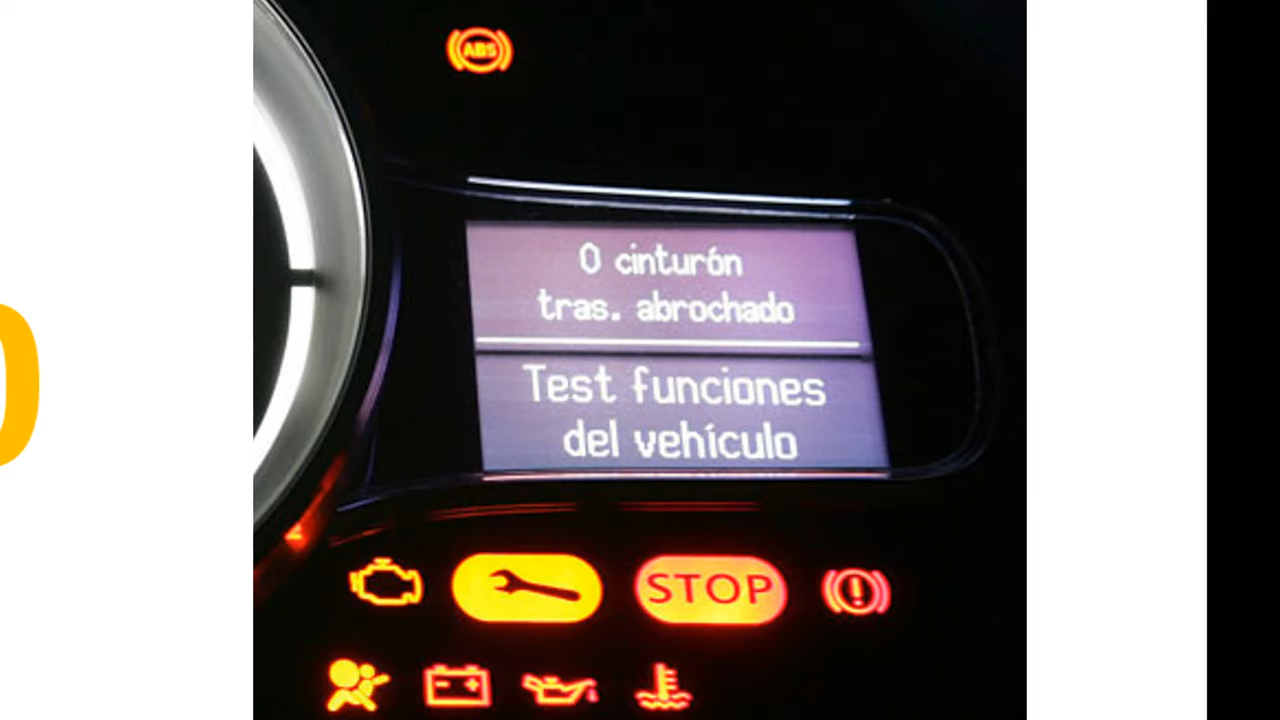 ABS
0 cinturón
tras. abrochado
Test funciones
del vehículo
STOP